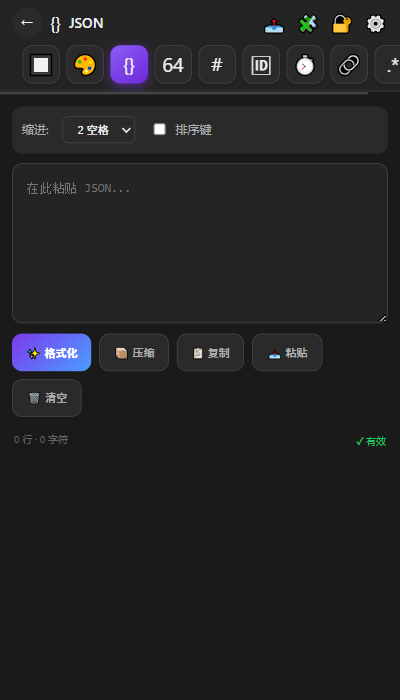 ← {} JSON
{} 64 # ID .*
缩进: 2 空格 排序键
在此粘贴 JSON...
格式化 压缩 复制 粘贴
清空
0 行 · 0 字符 ✓有效